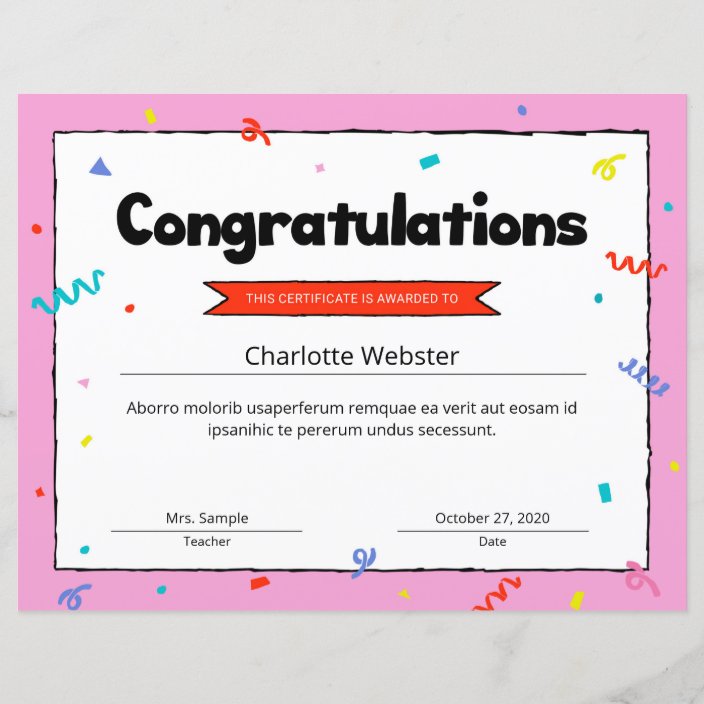 Congratulations
THIS CERTIFICATE IS AWARDED TO
Charlotte Webster
Aborro molorib usaperferum remquae ea verit aut eosam id
ipsanihic te pererum undus secessunt.
Mrs. Sample
Teacher
October 27, 2020
Date